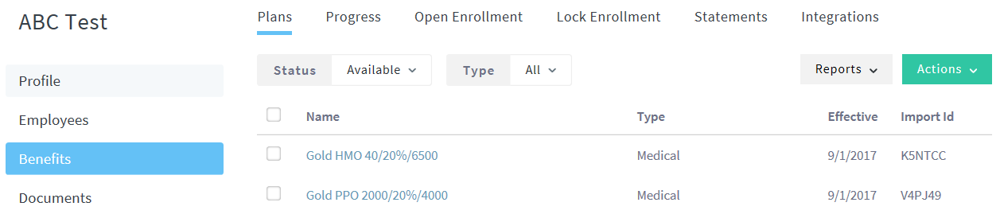 ABC Test
Profile
Employees
Benefits
Documents
Plans Progress Open Enrollment Lock Enrollment Statements Integrations
Status Available Type All Reports Actions
Name Type Effective Import Id
Gold HMO 40/20%/6500 Medical 9/1/2017 K5NTCC
Gold PPO 2000/20%/4000 Medical 9/1/2017 V4PJ49